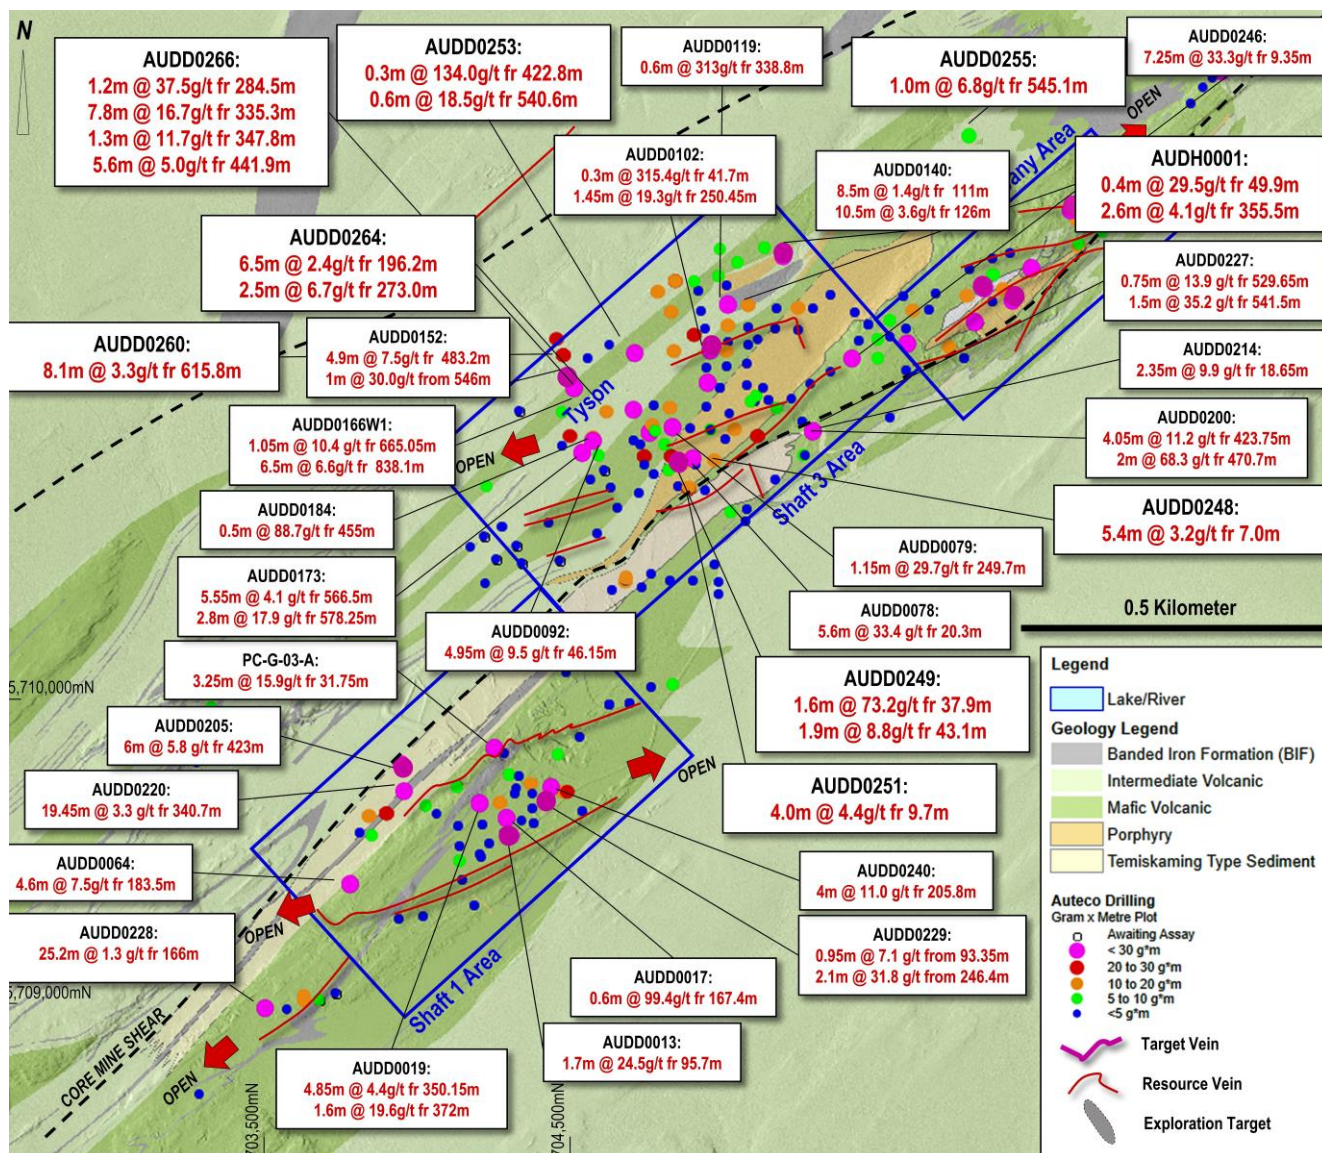 N
AUDD0266:
1.2m @ 37.5g/t fr 284.5m
7.8m @ 16.7g/t fr 335.3m
1.3m @ 11.7g/t fr 347.8m
5.6m @ 5.0g/t fr 441.9m
AUDD0253:
0.3m @ 134.0g/t fr 422.8m
0.6m @ 18.5g/t fr 540.6m
AUDD0119:
0.6m @ 313g/t fr 338.8m
AUDD0255:
1.0m @ 6.8g/t fr 545.1m
AUDD0246:
7.25m @ 33.3g/t fr 9.35m
OPEN
AUDD0102:
0.3m @ 315.4g/t fr 41.7m
1.45m @ 19.3g/t fr 250.45m
AUDD0140:
8.5m @ 1.4g/t fr 111m
10.5m @ 3.6g/t fr 126m
any Area
AUDH0001:
0.4m @ 29.5g/t fr 49.9m
2.6m @ 4.1g/t fr 355.5m
AUDD0264:
6.5m @ 2.4g/t fr 196.2m
2.5m @ 6.7g/t fr 273.0m
AUDD0227:
0.75m @ 13.9 g/t fr 529.65m
1.5m @ 35.2 g/t fr 541.5m
AUDD0260:
8.1m @ 3.3g/t fr 615.8m
AUDD0152:
4.9m @ 7.5g/t fr 483.2m
1m @ 30.0g/t from 546m
Tyson
AUDD0214:
2.35m @ 9.9 g/t fr 18.65m
AUDD0166W1:
1.05m @ 10.4 g/t fr 665.05m
6.5m @ 6.6g/t fr 838.1m
OPEN
AUDD0200:
4.05m @ 11.2 g/t fr 423.75m
2m @ 68.3 g/t fr 470.7m
Shaft 3 Area
AUDD0184:
0.5m @ 88.7g/t fr 455m
AUDD0248:
5.4m @ 3.2g/t fr 7.0m
AUDD0079:
1.15m @ 29.7g/t fr 249.7m
AUDD0173:
5.55m @ 4.1 g/t fr 566.5m
2.8m @ 17.9 g/t fr 578.25m
AUDD0078:
5.6m @ 33.4 g/t fr 20.3m
0.5 Kilometer
AUDD0092:
4.95m @ 9.5 g/t fr 46.15m
PC-G-03-A:
3.25m @ 15.9g/t fr 31.75m
AUDD0249:
1.6m @ 73.2g/t fr 37.9m
1.9m @ 8.8g/t fr 43.1m
5,710,000mN
AUDD0205:
6m @ 5.8 g/t fr 423m
OPEN
AUDD0220:
19.45m @ 3.3 g/t fr 340.7m
AUDD0251:
4.0m @ 4.4g/t fr 9.7m
AUDD0064:
4.6m @ 7.5g/t fr 183.5m
AUDD0240:
4m @ 11.0 g/t fr 205.8m
OPEN
AUDD0228:
25.2m @ 1.3 g/t fr 166m
AUDD0229:
0.95m @ 7.1 g/t from 93.35m
2.1m @ 31.8 g/t from 246.4m
Shaft 1 Area
AUDD0017:
0.6m @ 99.4g/t fr 167.4m
5,709,000mN
AUDD0013:
1.7m @ 24.5g/t fr 95.7m
CORE MINE SHEAR
OPEN
AUDD0019:
4.85m @ 4.4g/t fr 350.15m
1.6m @ 19.6g/t fr 372m
703,500mN
704,500mN
Legend
Lake/River
Geology Legend
Banded Iron Formation (BIF)
Intermediate Volcanic
Mafic Volcanic
Porphyry
Temiskaming Type Sediment
Auteco Drilling
Gram x Metre Plot
Awaiting Assay
< 30 g*m
20 to 30 g*m
10 to 20 g*m
5 to 10 g*m
<5 g*m
Target Vein
Resource Vein
Exploration Target